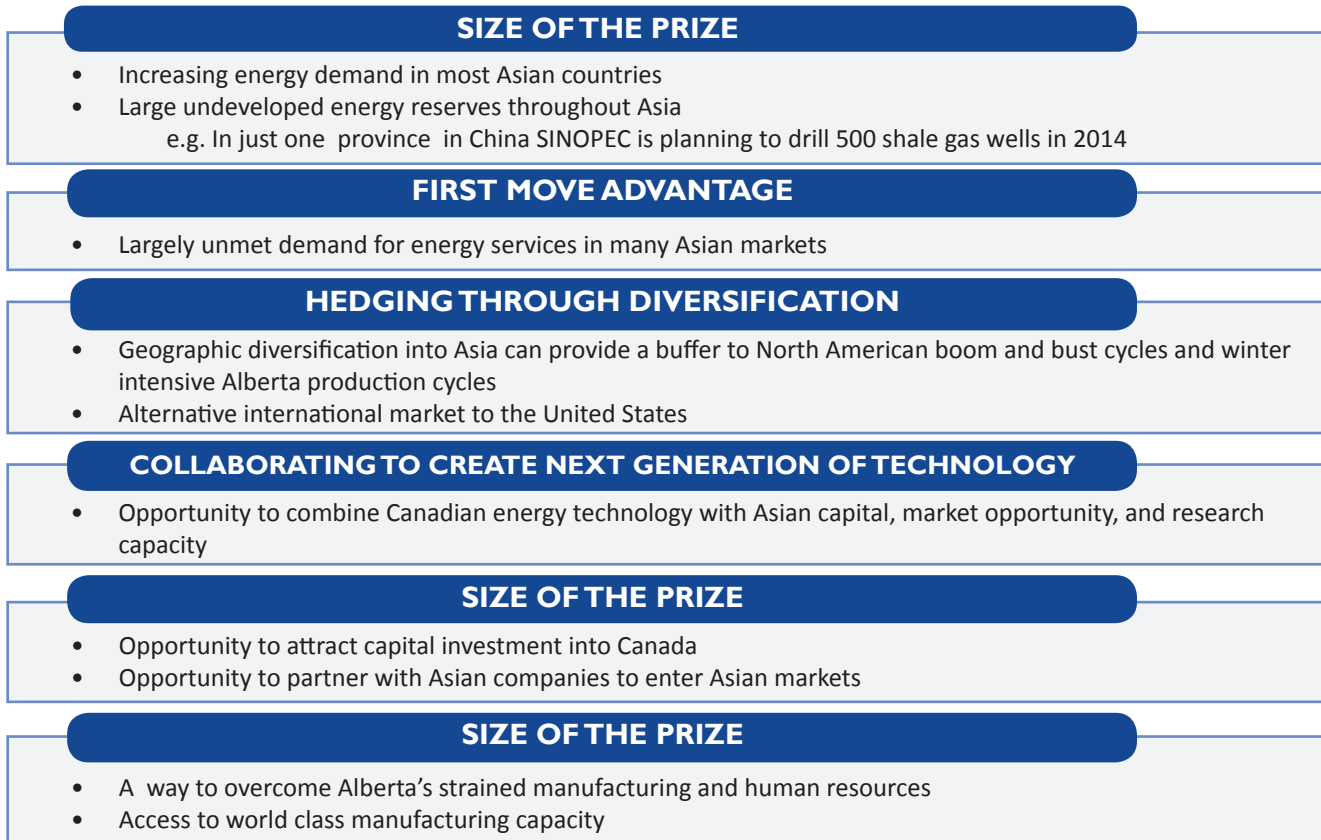 SIZE OF THE PRIZE
• Increasing energy demand in most Asian countries
• Large undeveloped energy reserves throughout Asia
e.g. In just one province in China SINOPEC is planning to drill 500 shale gas wells in 2014
FIRST MOVE ADVANTAGE
• Largely unmet demand for energy services in many Asian markets
HEDGING THROUGH DIVERSIFICATION
• Geographic diversification into Asia can provide a buffer to North American boom and bust cycles and winter
intensive Alberta production cycles
• Alternative international market to the United States
COLLABORATING TO CREATE NEXT GENERATION OF TECHNOLOGY
• Opportunity to combine Canadian energy technology with Asian capital, market opportunity, and research
capacity
SIZE OF THE PRIZE
• Opportunity to attract capital investment into Canada
• Opportunity to partner with Asian companies to enter Asian markets
SIZE OF THE PRIZE
• A way to overcome Alberta's strained manufacturing and human resources
• Access to world class manufacturing capacity